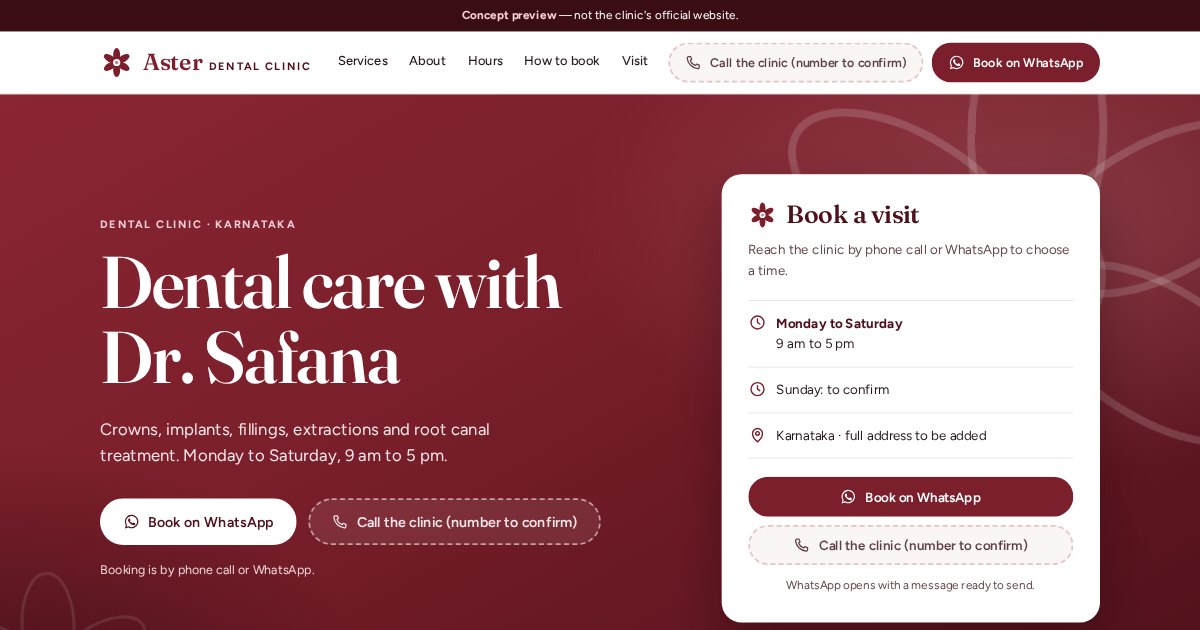 Concept preview — not the clinic's official website.
Aster DENTAL CLINIC
Services
About
Hours
How to book
Visit
Call the clinic (number to confirm)
Book on WhatsApp
DENTAL CLINIC · KARNATAKA
Dental care with
Dr. Safana
Crowns, implants, fillings, extractions and root canal
treatment. Monday to Saturday, 9 am to 5 pm.
Book on WhatsApp
Call the clinic (number to confirm)
Booking is by phone call or WhatsApp.
Book a visit
Reach the clinic by phone call or WhatsApp to choose
a time.
Monday to Saturday
9 am to 5 pm
Sunday: to confirm
Karnataka · full address to be added
Book on WhatsApp
Call the clinic (number to confirm)
WhatsApp opens with a message ready to send.